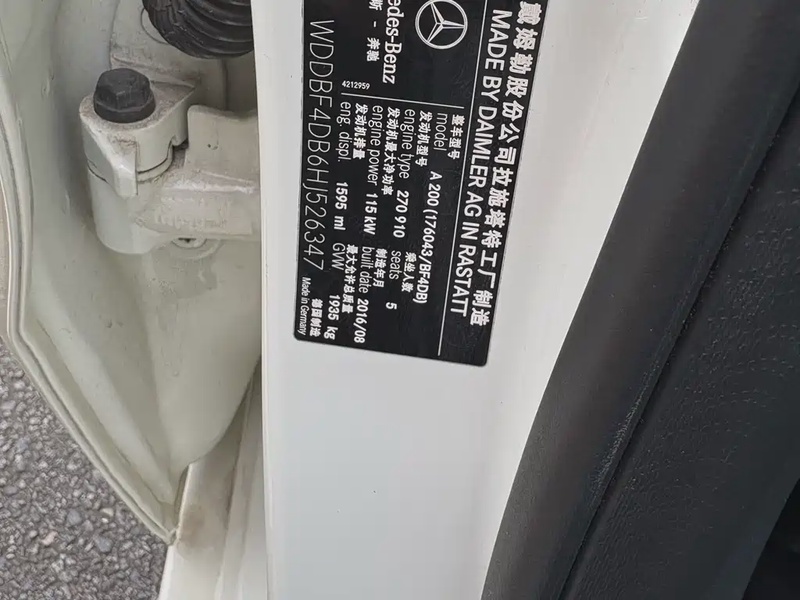 戴姆勒股份公司拉施塔特工厂制造
MADE BY DAIMLER AG IN RASTATT
整车型号
model A 200 (176043/BF4DB)
发动机型号 乘坐人数
engine type 270 910 seats 5
发动机最大净功率 制造年月
engine power 115 kW built date 2016/08
发动机排量 最大允许总质量
eng. displ. 1595 ml GVW 1935 kg
WDDBF4DB6HJ526347
德国制造
Made in Germany
edes-Benz
斯 - 奔驰
4212959